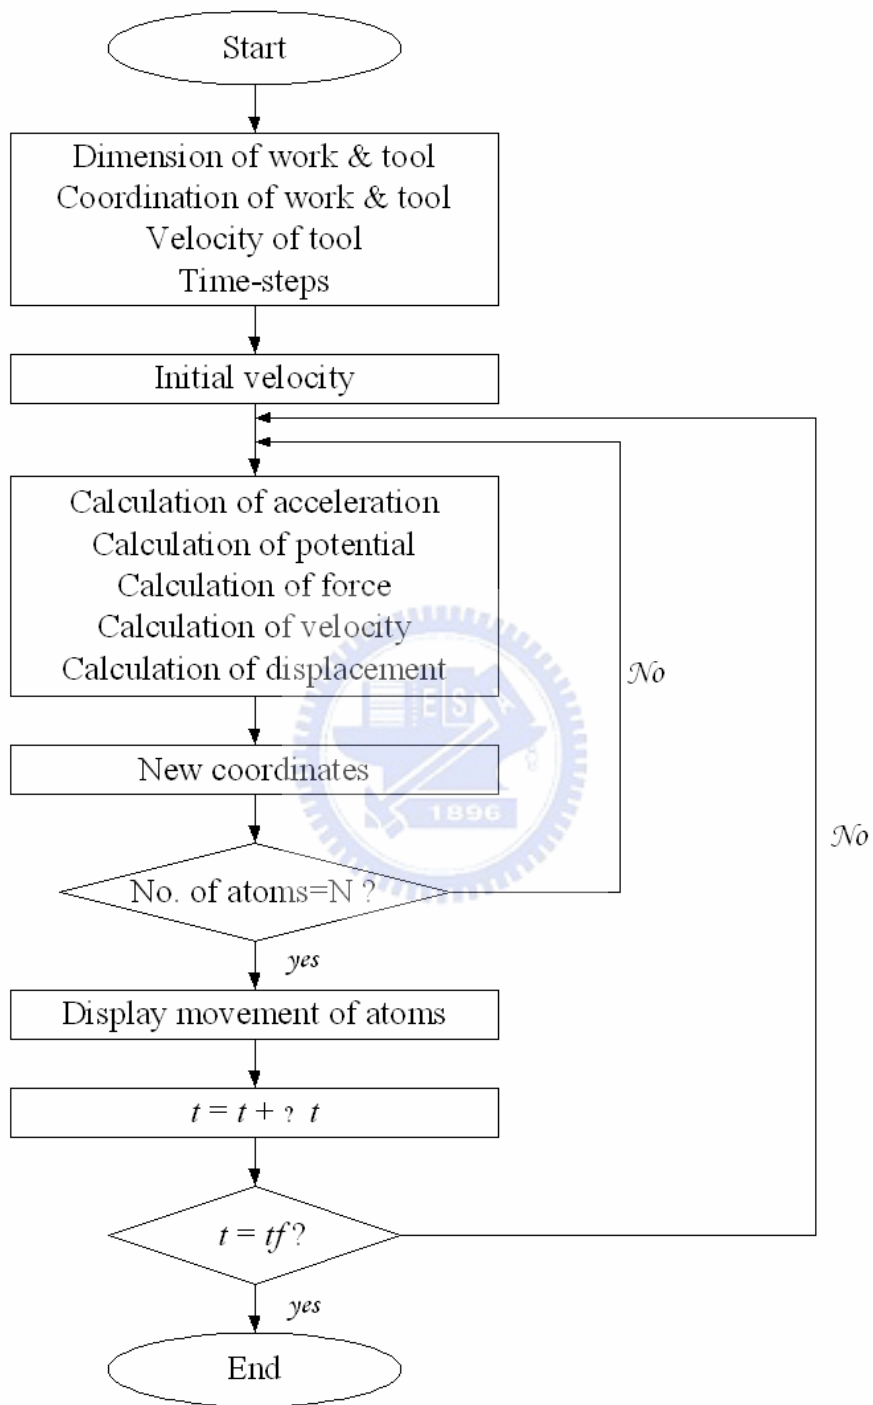 Start
Dimension of work & tool
Coordination of work & tool
Velocity of tool
Time-steps
Initial velocity
Calculation of acceleration
Calculation of potential
Calculation of force
Calculation of velocity
Calculation of displacement
No
New coordinates
No
No. of atoms=N ?
yes
Display movement of atoms
t = t + ? t
t = tf ?
yes
End
E S A
1896